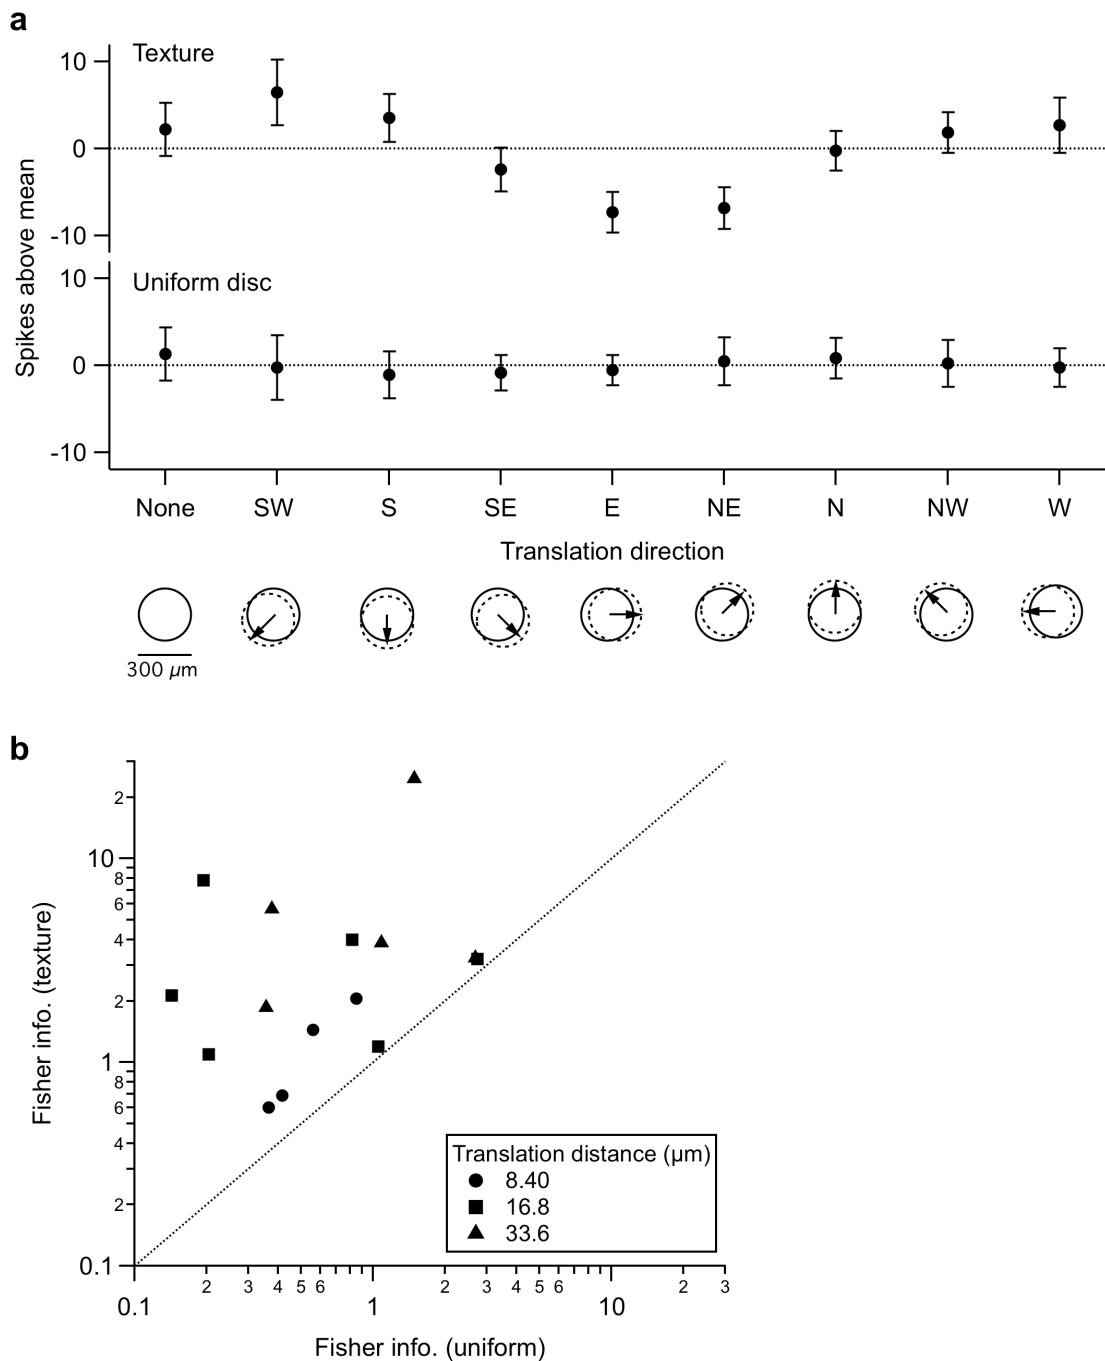 a
Texture
10
0
-10
Spikes above mean
Uniform disc
10
0
-10
None SW S SE E NE N NW W
Translation direction
300 µm
b
2
10
8
6
4
2
1
8
6
4
2
0.1
Fisher info. (texture)
Translation distance (µm)
8.40
16.8
33.6
2 3 4 5 6 2 3 4 5 6 2 3
0.1 1 10
Fisher info. (uniform)